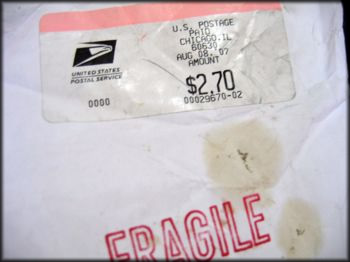 U.S. POSTAGE
PAID
CHICAGO, IL
60630
AUG 08, 07
AMOUNT
$2.70
00029670-02
UNITED STATES
POSTAL SERVICE
0000
FRAGILE